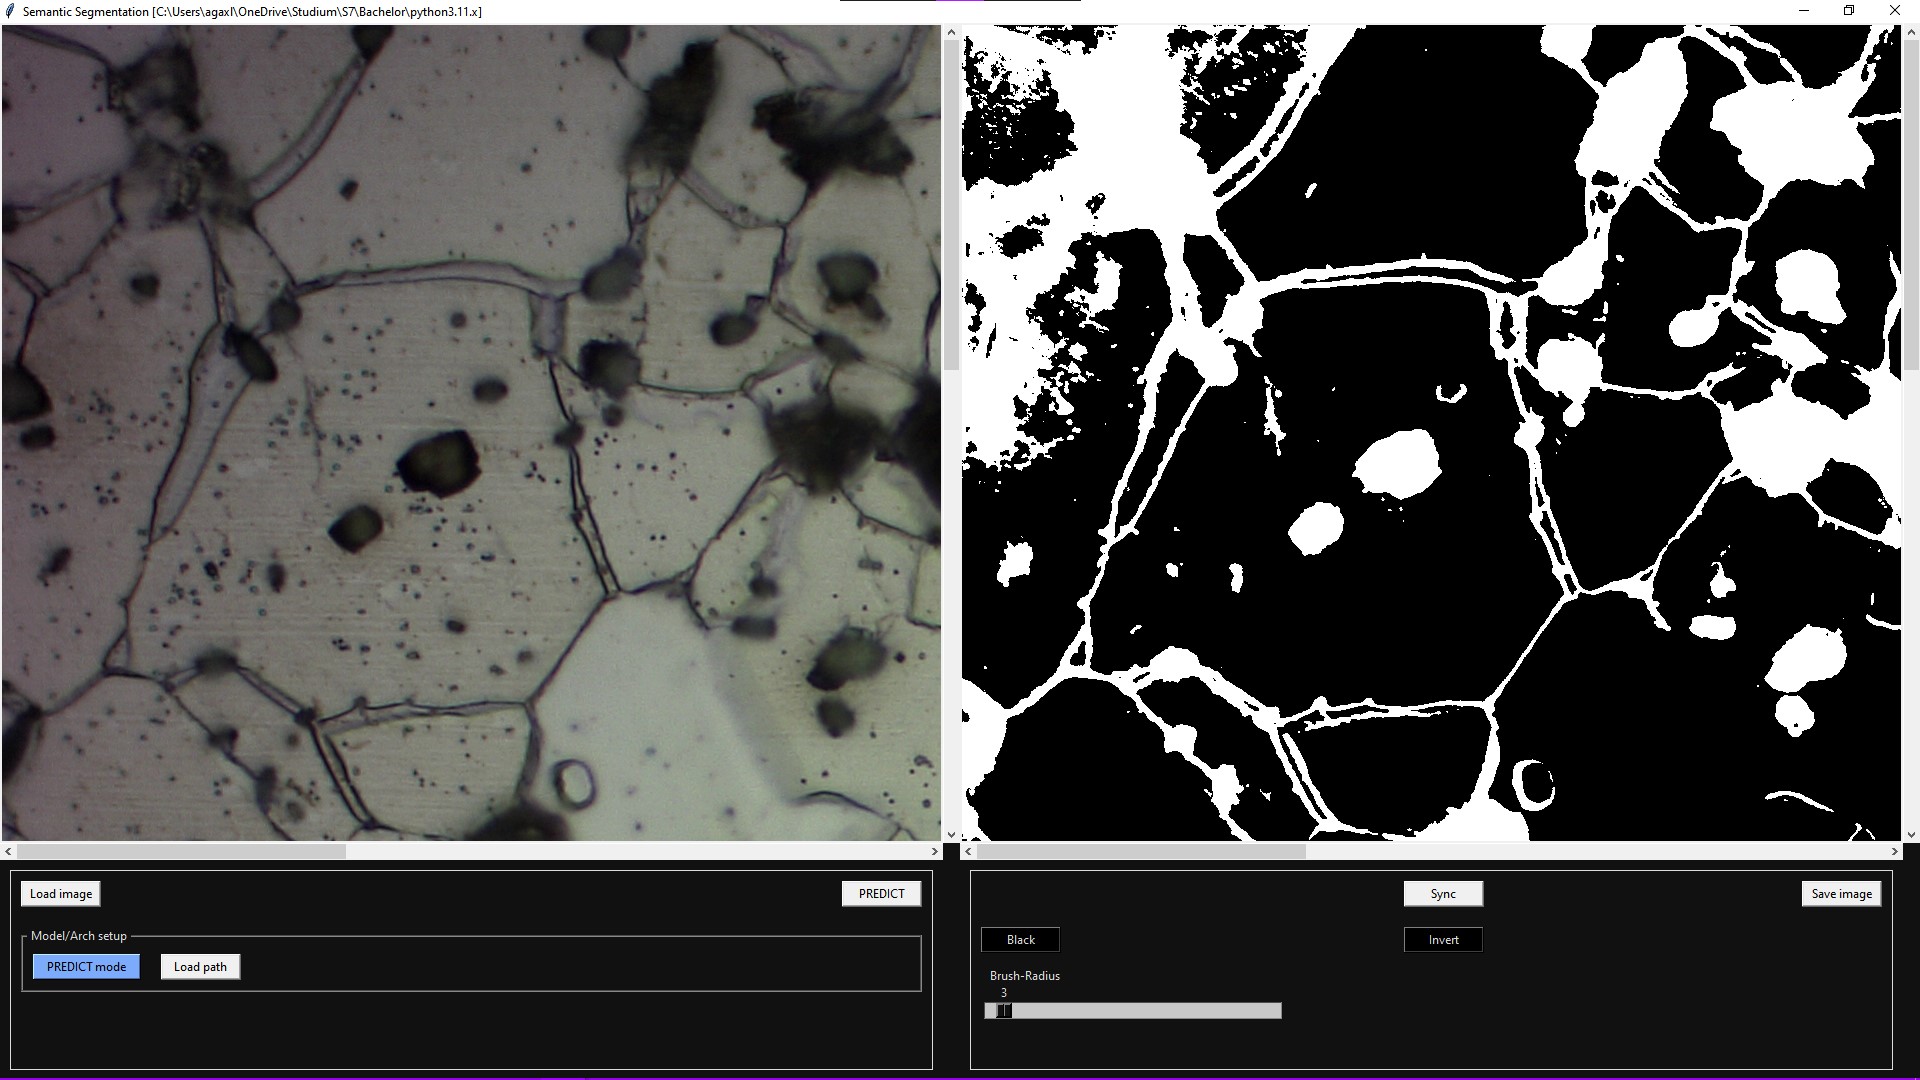 Semantic Segmentation [C:\Users\agaxl\OneDrive\Studium\S7\Bachelor\python3.11.x]
Load image
PREDICT
Model/Arch setup
PREDICT mode
Load path
Sync
Save image
Black
Invert
Brush-Radius
3